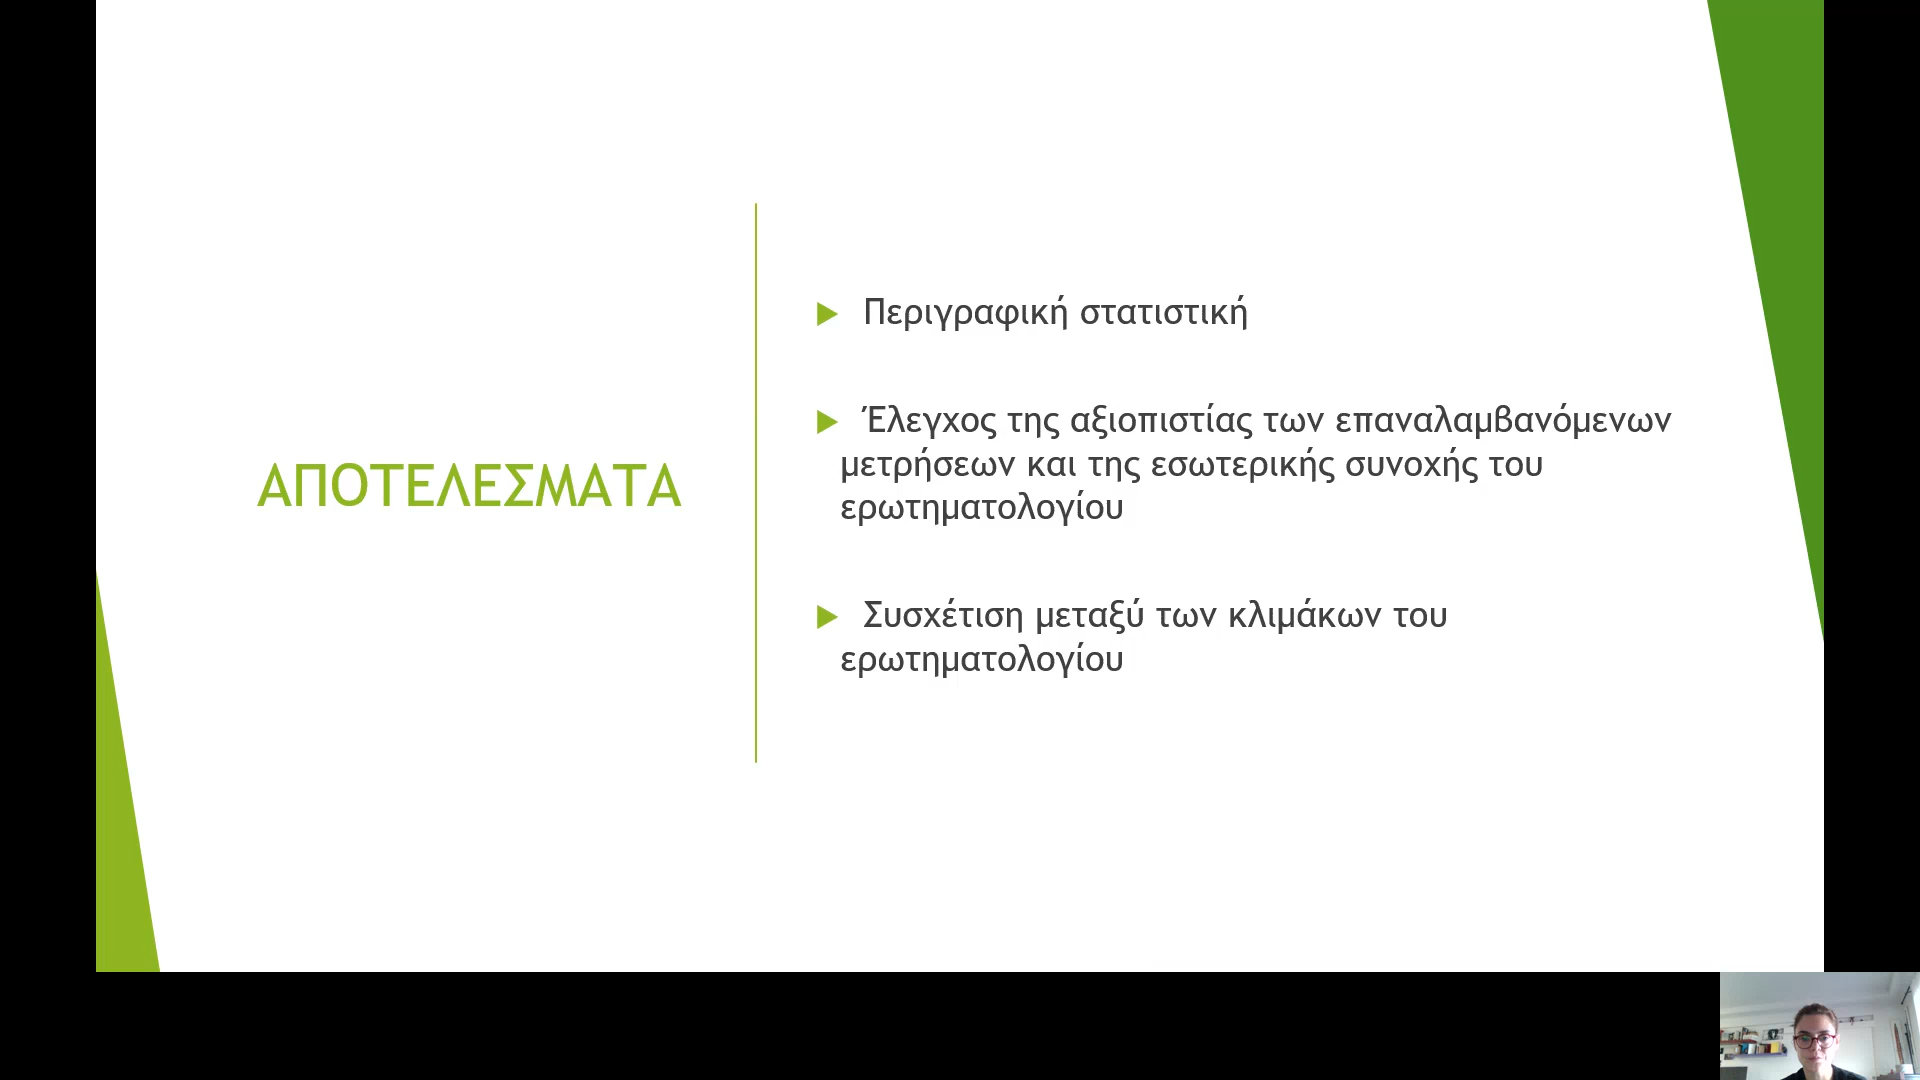 ΑΠΟΤΕΛΕΣΜΑΤΑ
Περιγραφική στατιστική
Έλεγχος της αξιοπιστίας των επαναλαμβανόμενων
μετρήσεων και της εσωτερικής συνοχής του
ερωτηματολογίου
Συσχέτιση μεταξύ των κλιμάκων του
ερωτηματολογίου